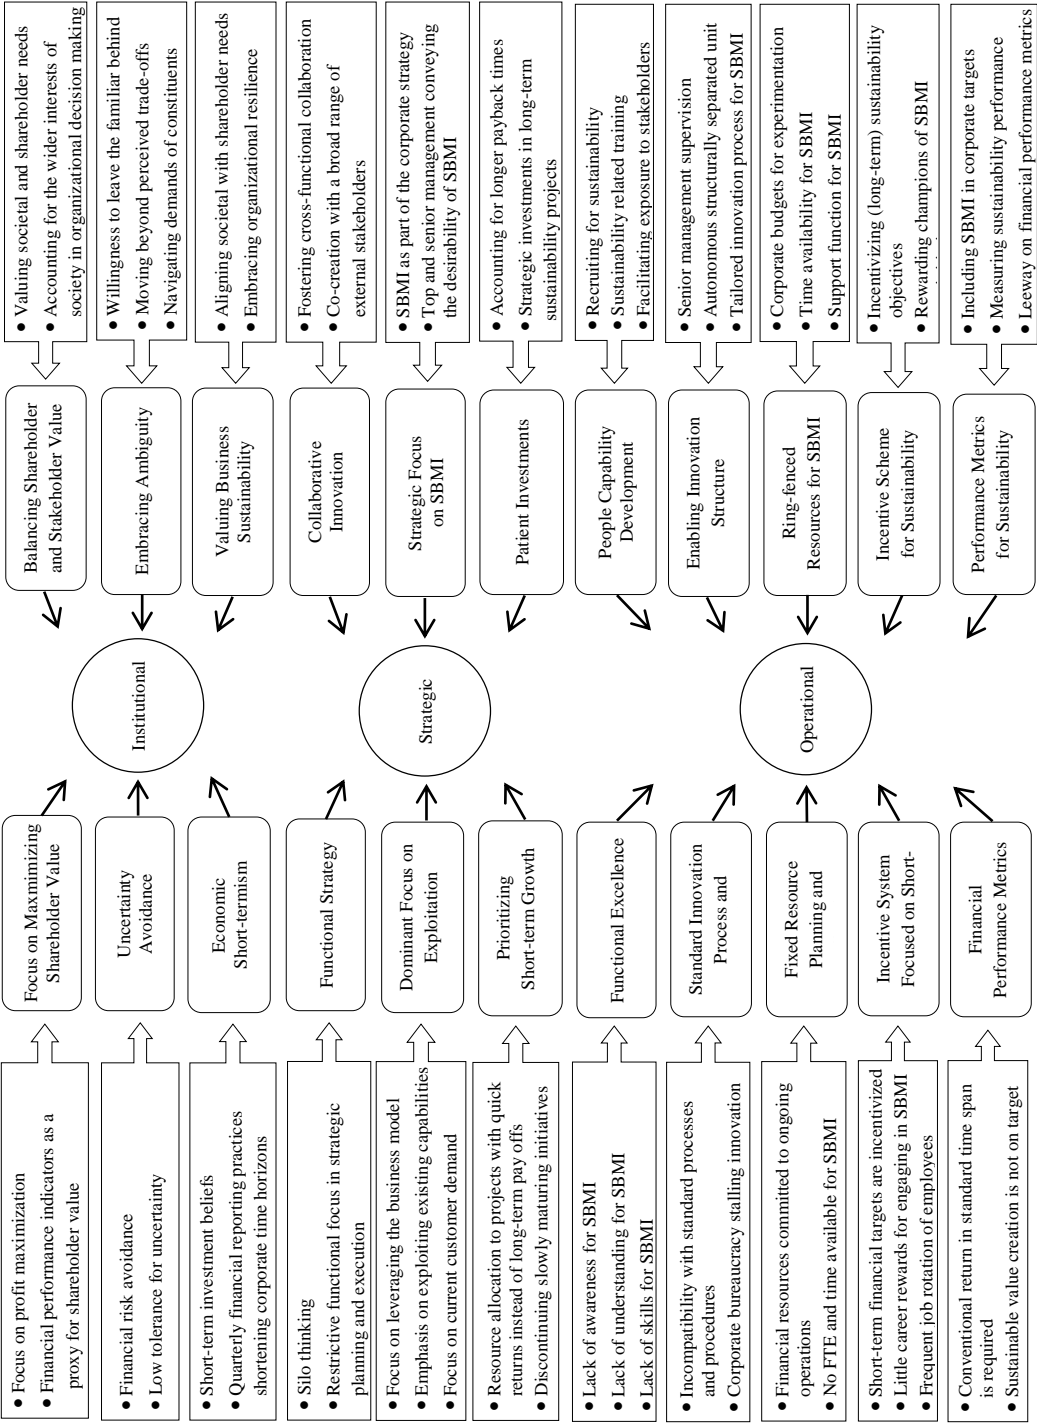 • Focus on profit maximization
• Financial performance indicators as a
proxy for shareholder value
• Financial risk avoidance
• Low tolerance for uncertainty
• Short-term investment beliefs
• Quarterly financial reporting practices
shortening corporate time horizons
• Silo thinking
• Restrictive functional focus in strategic
planning and execution
• Focus on leveraging the business model
• Emphasis on exploiting existing capabilities
• Focus on current customer demand
• Resource allocation to projects with quick
returns instead of long-term pay offs
• Discontinuing slowly maturing initiatives
• Lack of awareness for SBMI
• Lack of understanding for SBMI
• Lack of skills for SBMI
• Incompatibility with standard processes
and procedures
• Corporate bureaucracy stalling innovation
• Financial resources committed to ongoing
operations
• No FTE and time available for SBMI
• Short-term financial targets are incentivized
• Little career rewards for engaging in SBMI
• Frequent job rotation of employees
• Conventional return in standard time span
is required
• Sustainable value creation is not on target
Focus on Maxmimizing
Shareholder Value
Uncertainty
Avoidance
Economic
Short-termism
Functional Strategy
Dominant Focus on
Exploitation
Prioritizing
Short-term Growth
Functional Excellence
Standard Innovation
Process and
Fixed Resource
Planning and
Incentive System
Focused on Short-
Financial
Performance Metrics
Institutional
Strategic
Operational
Balancing Shareholder
and Stakeholder Value
Embracing Ambiguity
Valuing Business
Sustainability
Collaborative
Innovation
Strategic Focus
on SBMI
Patient Investments
People Capability
Development
Enabling Innovation
Structure
Ring-fenced
Resources for SBMI
Incentive Scheme
for Sustainability
Performance Metrics
for Sustainability
• Valuing societal and shareholder needs
• Accounting for the wider interests of
society in organizational decision making
• Willingness to leave the familiar behind
• Moving beyond perceived trade-offs
• Navigating demands of constituents
• Aligning societal with shareholder needs
• Embracing organizational resilience
• Fostering cross-functional collaboration
• Co-creation with a broad range of
external stakeholders
• SBMI as part of the corporate strategy
• Top and senior management conveying
the desirability of SBMI
• Accounting for longer payback times
• Strategic investments in long-term
sustainability projects
• Recruiting for sustainability
• Sustainability related training
• Facilitating exposure to stakeholders
• Senior management supervision
• Autonomous structurally separated unit
• Tailored innovation process for SBMI
• Corporate budgets for experimentation
• Time availability for SBMI
• Support function for SBMI
• Incentivizing (long-term) sustainability
objectives
• Rewarding champions of SBMI
• Including SBMI in corporate targets
• Measuring sustainability performance
• Leeway on financial performance metrics